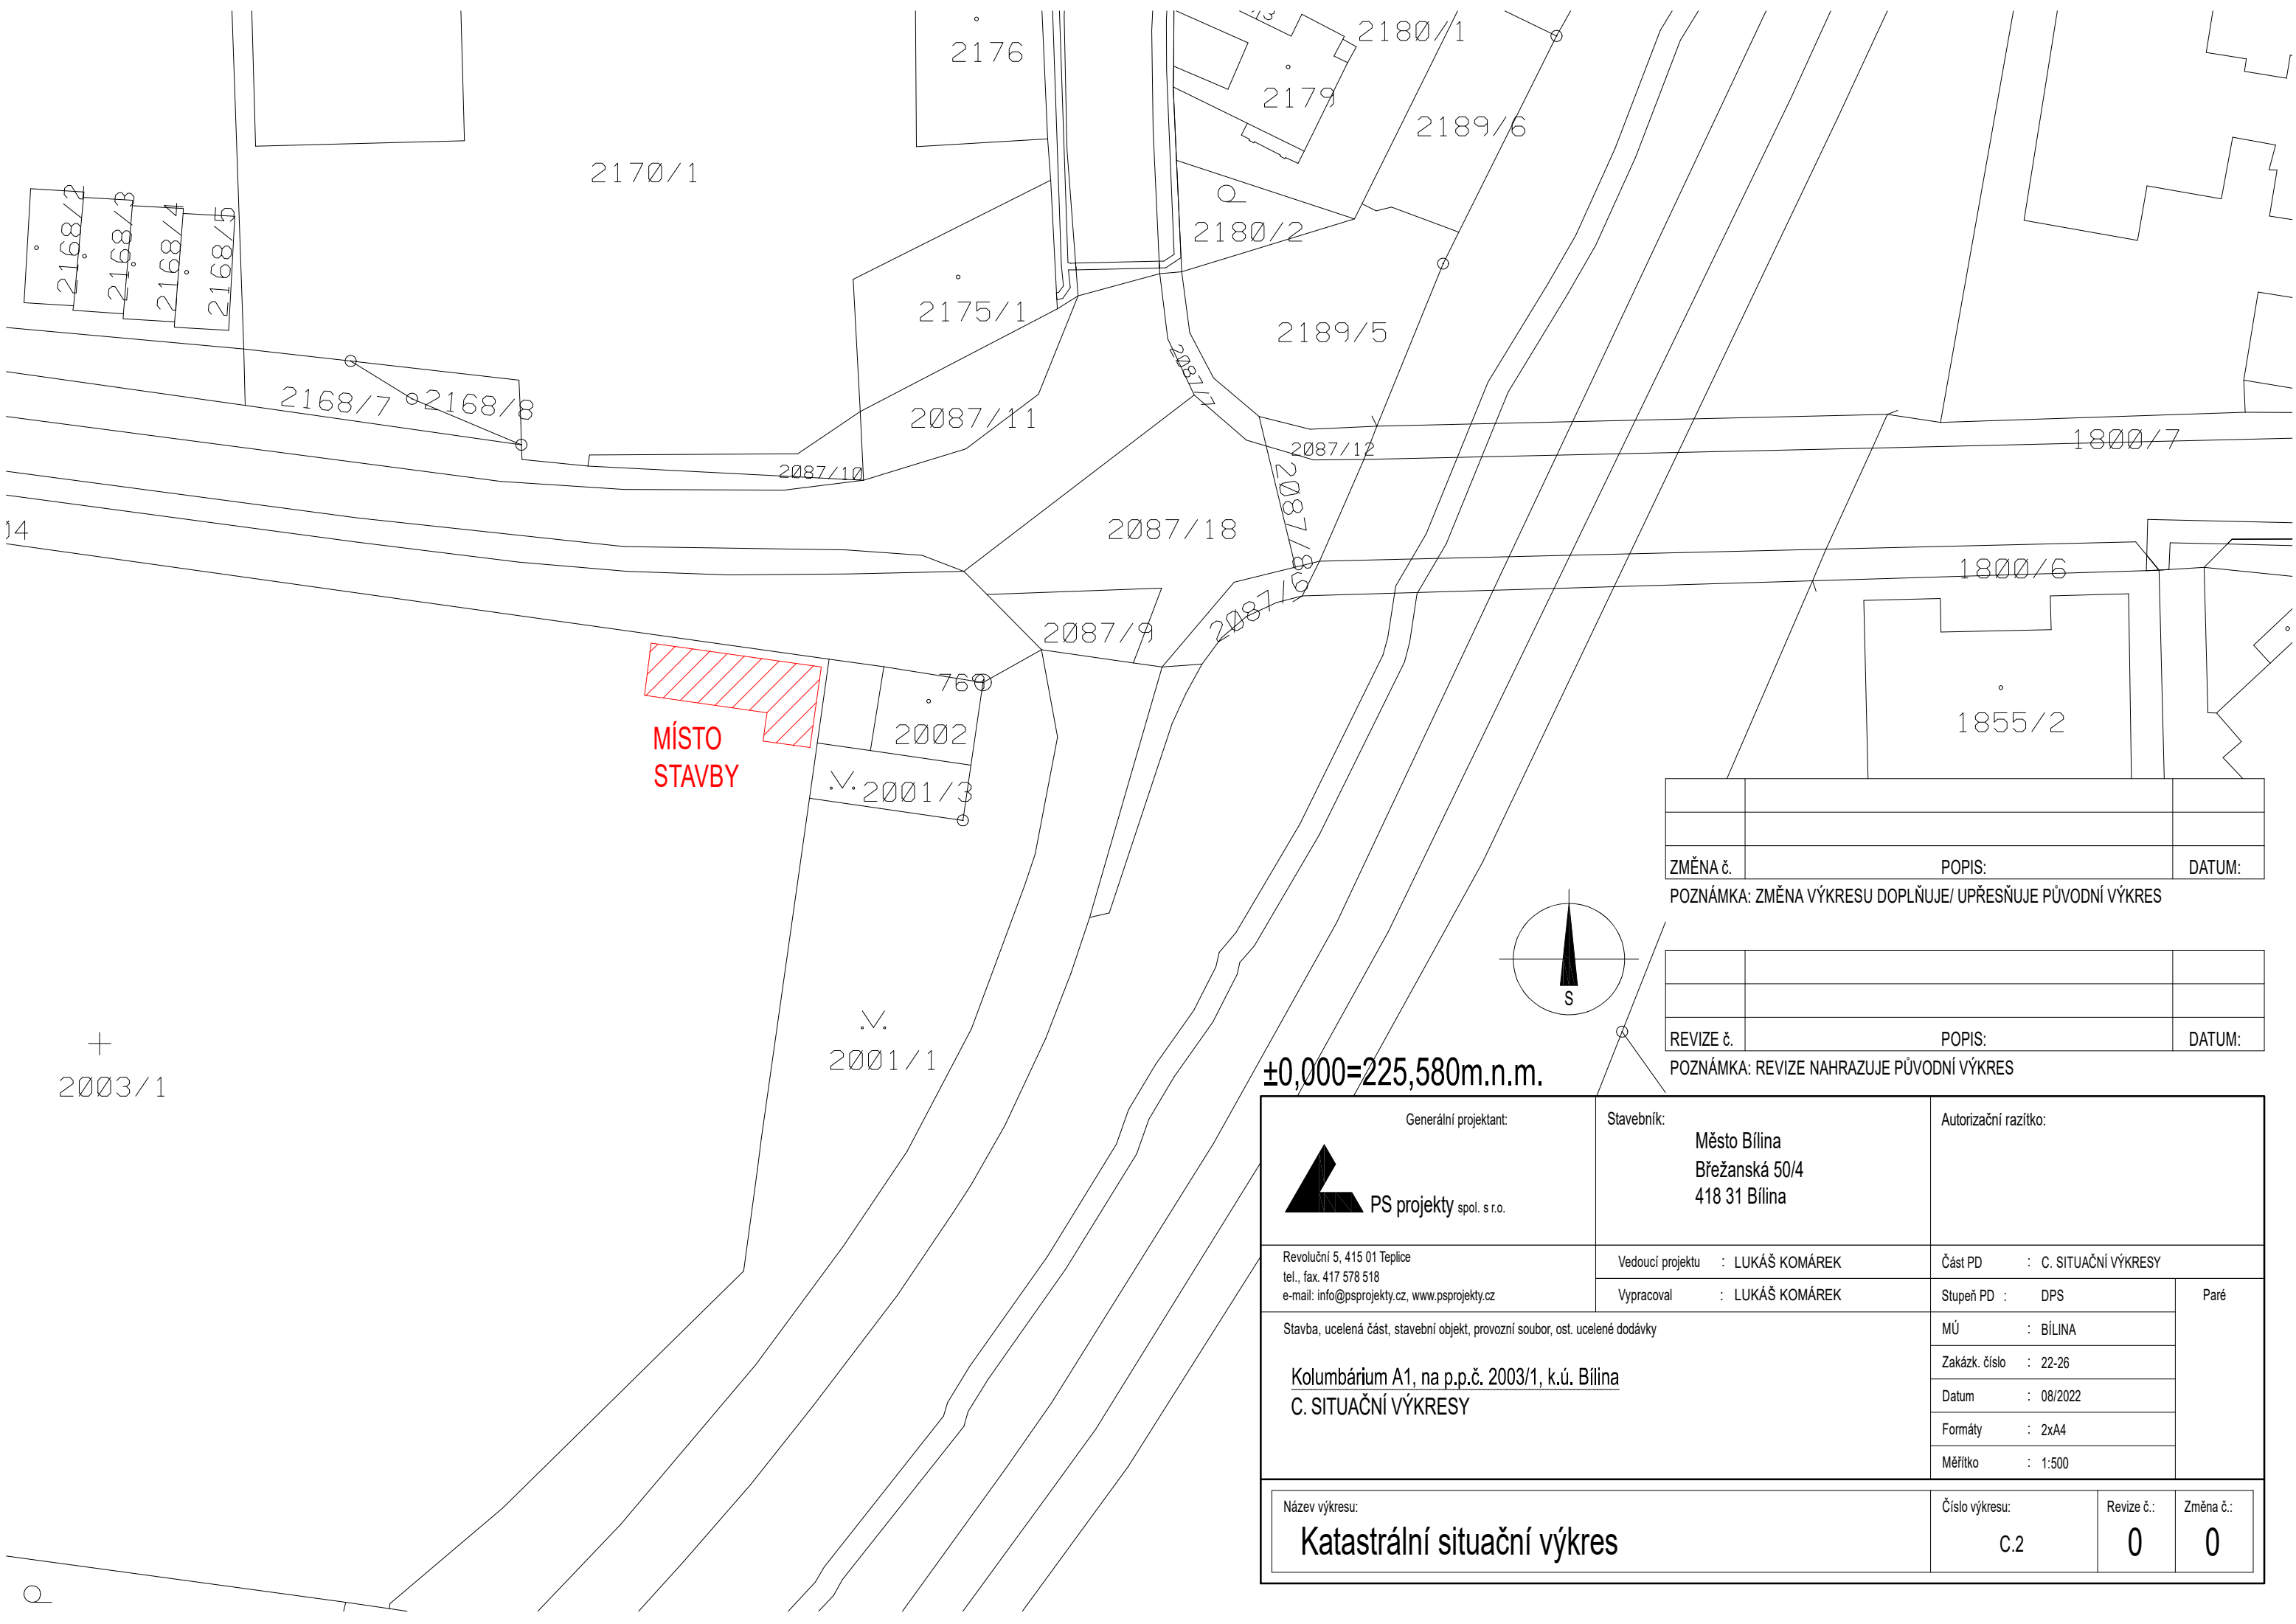 2176
2180/1
2179
2189/6
2170/1
2168/2
2168/3
2168/4
2168/5
2180/2
2175/1
2189/5
2087/7
2168/7
2168/8
2087/11
2087/12
1800/7
2087/10
2087/8
2087/18
1800/6
2087/9
2087/19
769
2002
1855/2
MÍSTO
STAVBY
2001/3
2003/1
2001/1
S
ZMĚNA č. POPIS: DATUM:
POZNÁMKA: ZMĚNA VÝKRESU DOPLŇUJE/ UPŘESŇUJE PŮVODNÍ VÝKRES
REVIZE č. POPIS: DATUM:
POZNÁMKA: REVIZE NAHRAZUJE PŮVODNÍ VÝKRES
±0,000=225,580m.n.m.
Generální projektant:
PS projekty spol. s r.o.
Stavebník:
Město Bílina
Břežanská 50/4
418 31 Bílina
Autorizační razítko:
Revoluční 5, 415 01 Teplice
tel., fax. 417 578 518
e-mail: info@psprojekty.cz, www.psprojekty.cz
Vedoucí projektu : LUKÁŠ KOMÁREK
Vypracoval : LUKÁŠ KOMÁREK
Část PD : C. SITUAČNÍ VÝKRESY
Stupeň PD : DPS
Paré
MÚ : BÍLINA
Zakázk. číslo : 22-26
Datum : 08/2022
Formáty : 2xA4
Měřítko : 1:500
Stavba, ucelená část, stavební objekt, provozní soubor, ost. ucelené dodávky
Kolumbárium A1, na p.p.č. 2003/1, k.ú. Bílina
C. SITUAČNÍ VÝKRESY
Název výkresu:
Katastrální situační výkres
Číslo výkresu:
C.2
Revize č.:
0
Změna č.:
0